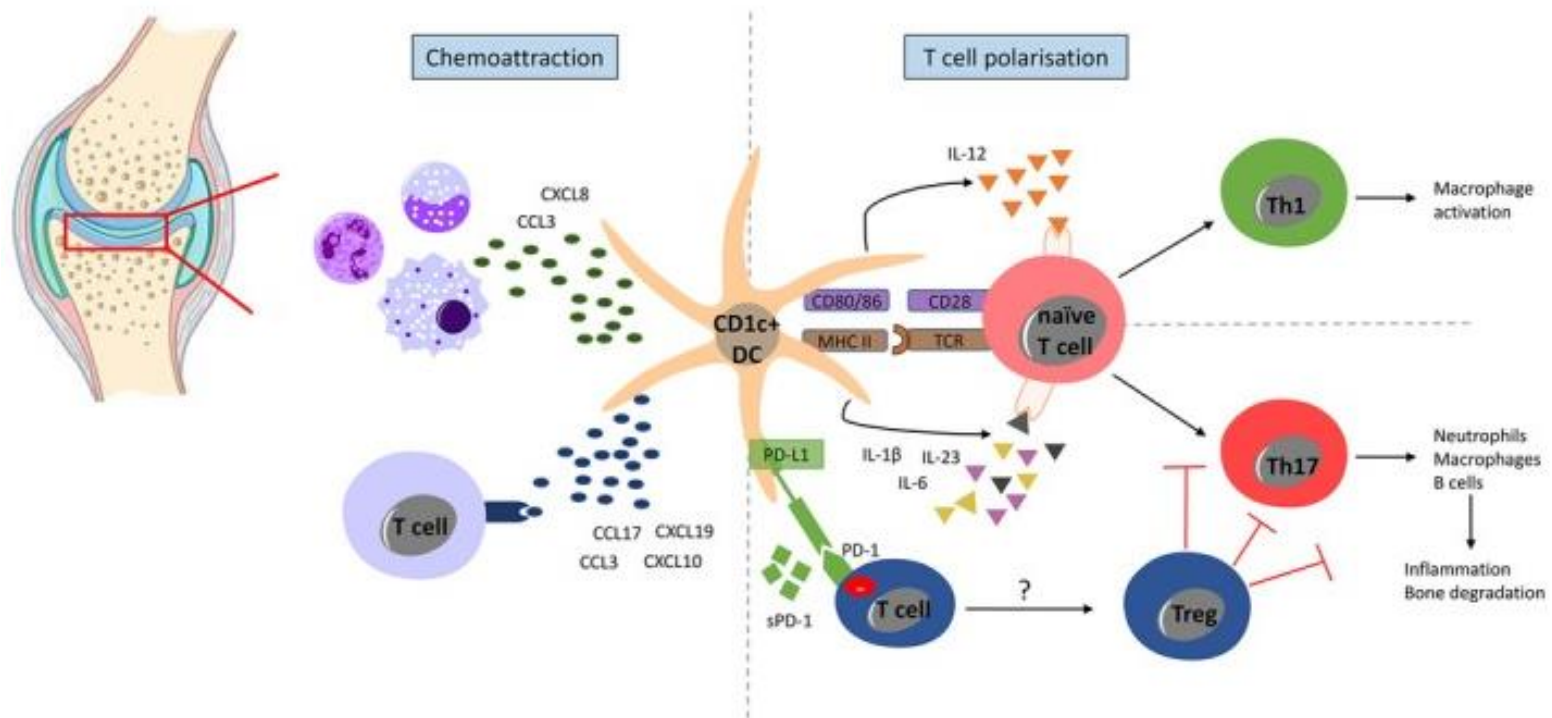 Chemoattraction
T cell polarisation
CXCL8
CCL3
IL-12
Th1
Macrophage
activation
CD1c+
DC
CD80/86
CD28
MHC II
TCR
naïve
T cell
PD-L1
IL-1β
IL-23
IL-6
Th17
Neutrophils
Macrophages
B cells
T cell
CCL17
CXCL19
CCL3
CXCL10
sPD-1
PD-1
T cell
?
Treg
Inflammation
Bone degradation